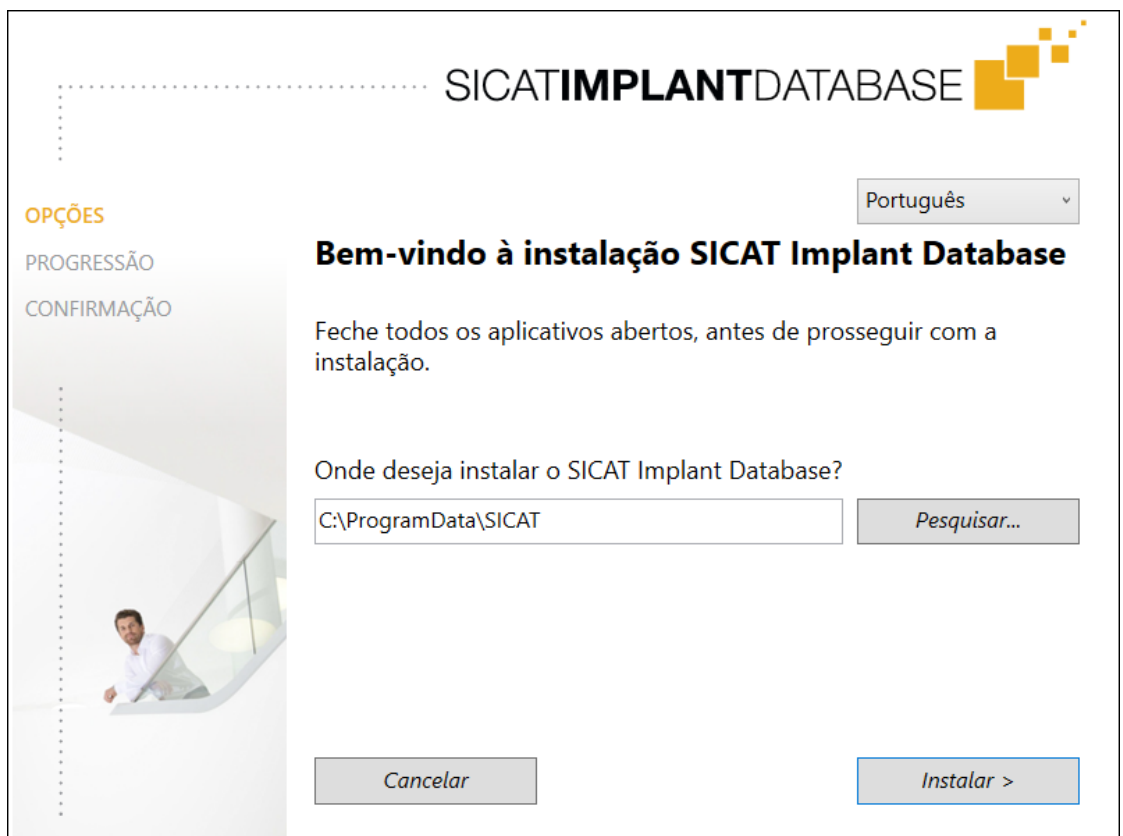 SICATIMPLANTDATABASE
Português
OPÇÕES
PROGRESSÃO
CONFIRMAÇÃO
Bem-vindo à instalação SICAT Implant Database
Feche todos os aplicativos abertos, antes de prosseguir com a
instalação.
Onde deseja instalar o SICAT Implant Database?
C:\ProgramData\SICAT
Pesquisar...
Cancelar
Instalar >